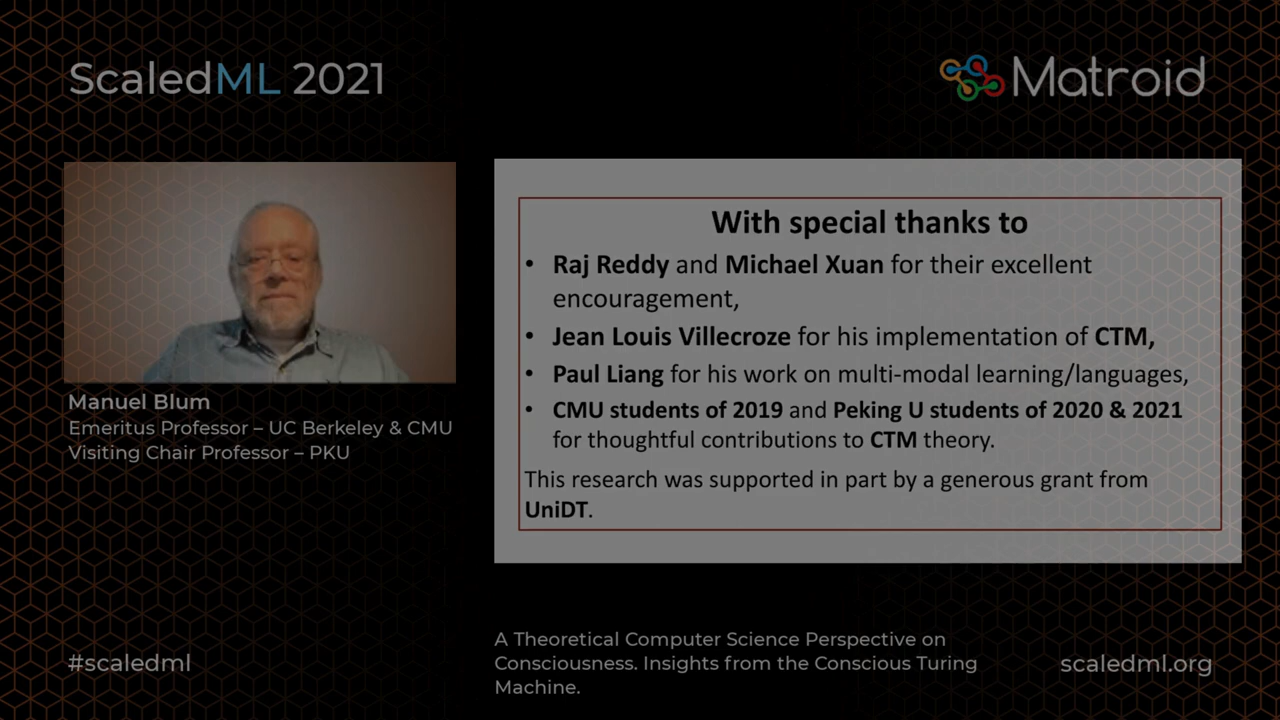 ScaledML 2021
Matroid
Manuel Blum
Emeritus Professor – UC Berkeley & CMU
Visiting Chair Professor – PKU
With special thanks to
• Raj Reddy and Michael Xuan for their excellent
encouragement,
• Jean Louis Villecroze for his implementation of CTM,
• Paul Liang for his work on multi-modal learning/languages,
• CMU students of 2019 and Peking U students of 2020 & 2021
for thoughtful contributions to CTM theory.
This research was supported in part by a generous grant from
UniDT.
#scaledml
A Theoretical Computer Science Perspective on
Consciousness. Insights from the Conscious Turing
Machine.
scaledml.org